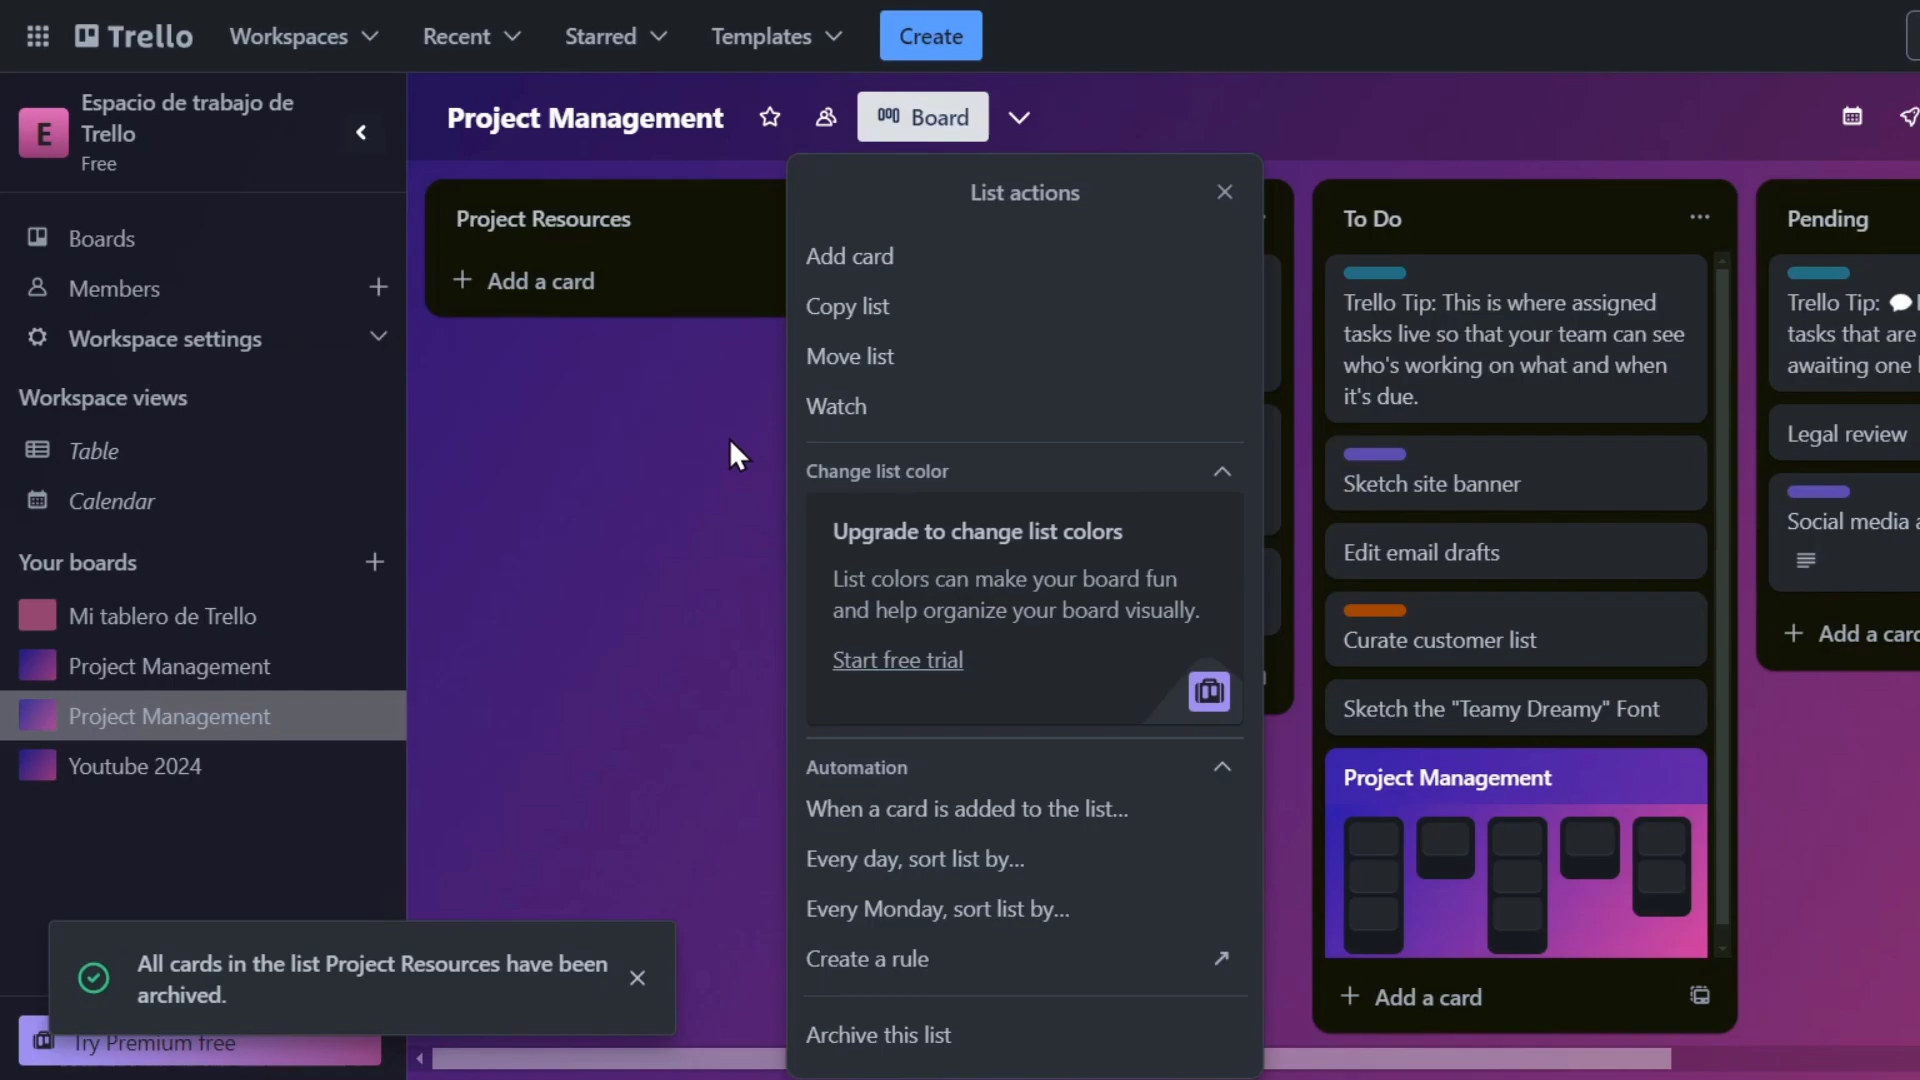 Trello
Workspaces
Recent
Starred
Templates
Create
E
Espacio de trabajo de
Trello
Free
Boards
Members
Workspace settings
Workspace views
Table
Calendar
Your boards
Mi tablero de Trello
Project Management
Project Management
Youtube 2024
All cards in the list Project Resources have been
archived.
Try Premium free
Project Management
Board
Project Resources
+ Add a card
List actions
Add card
Copy list
Move list
Watch
Change list color
Upgrade to change list colors
List colors can make your board fun
and help organize your board visually.
Start free trial
Automation
When a card is added to the list...
Every day, sort list by...
Every Monday, sort list by...
Create a rule
Archive this list
To Do
Trello Tip: This is where assigned
tasks live so that your team can see
who's working on what and when
it's due.
Sketch site banner
Edit email drafts
Curate customer list
Sketch the "Teamy Dreamy" Font
Project Management
+ Add a card
Pending
Trello Tip: 💬
tasks that are
awaiting one
Legal review
Social media
+ Add a card